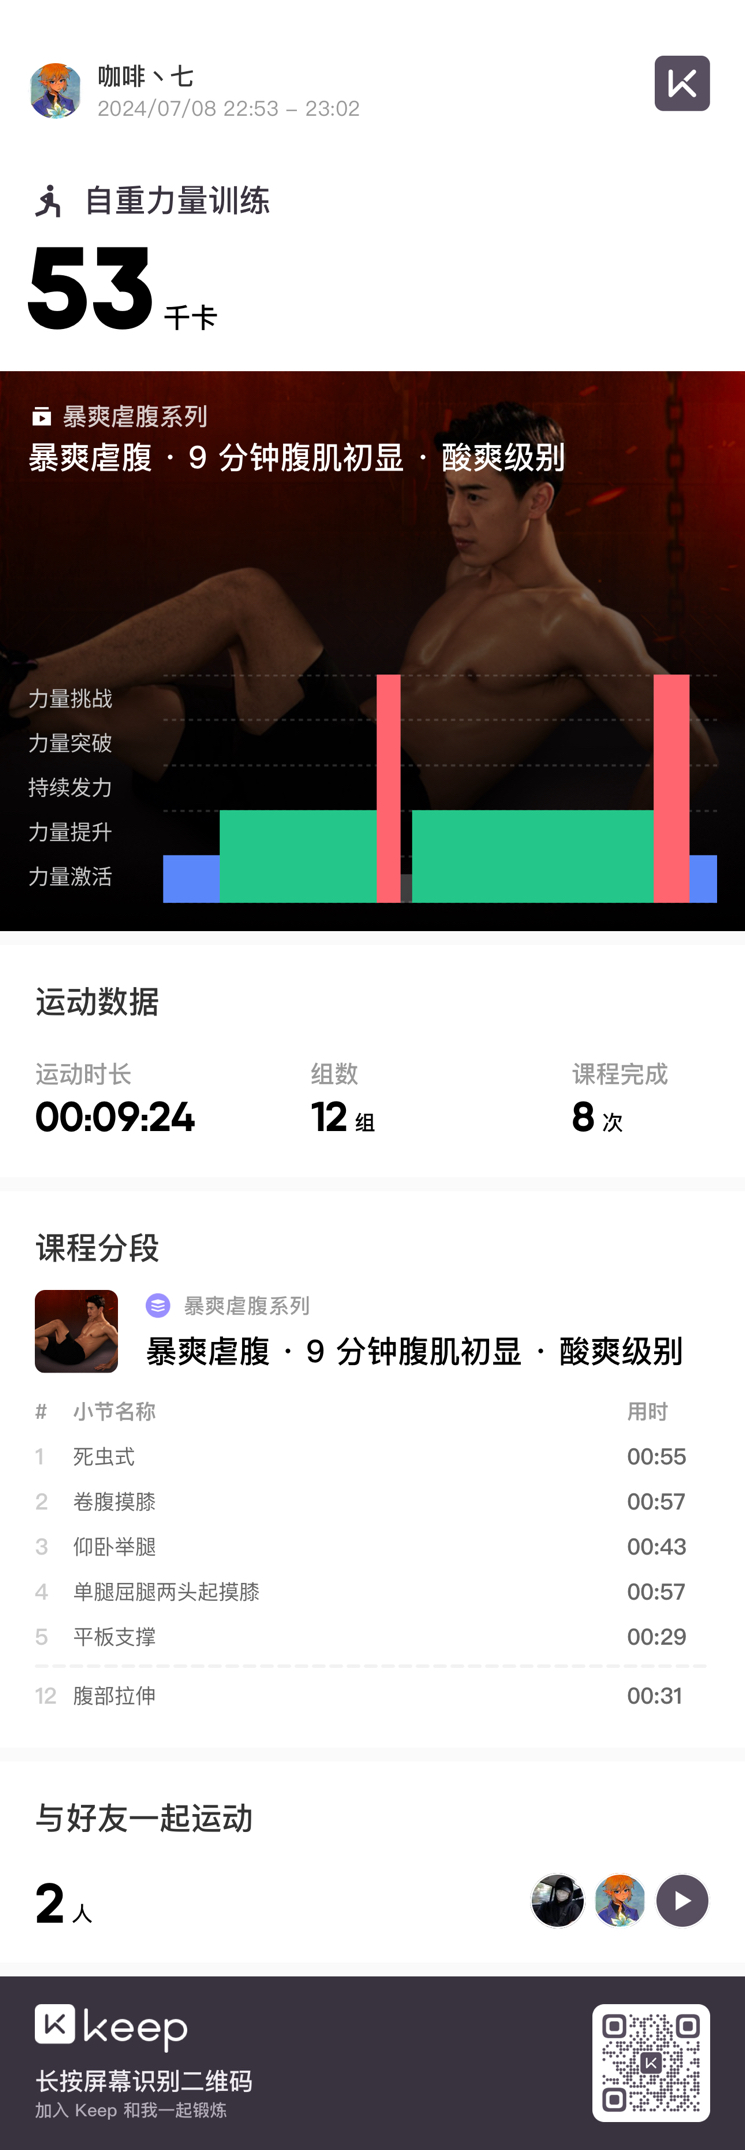 咖啡丶七
2024/07/08 22:53 – 23:02
自重力量训练
53 千卡
暴爽虐腹系列
暴爽虐腹 · 9 分钟腹肌初显 · 酸爽级别
力量挑战
力量突破
持续发力
力量提升
力量激活
运动数据
运动时长 组数 课程完成
00:09:24 12 组 8 次
课程分段
暴爽虐腹系列
暴爽虐腹 · 9 分钟腹肌初显 · 酸爽级别
# 小节名称 用时
1 死虫式 00:55
2 卷腹摸膝 00:57
3 仰卧举腿 00:43
4 单腿屈腿两头起摸膝 00:57
5 平板支撑 00:29
12 腹部拉伸 00:31
与好友一起运动
2 人
keep
长按屏幕识别二维码
加入 Keep 和我一起锻炼